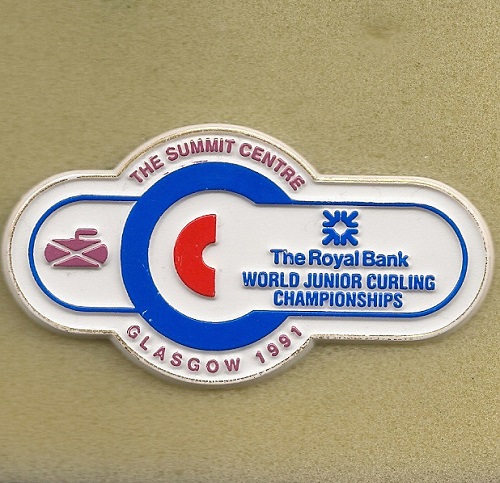 THE SUMMIT CENTRE
The Royal Bank
WORLD JUNIOR CURLING
CHAMPIONSHIPS
GLASGOW 1991